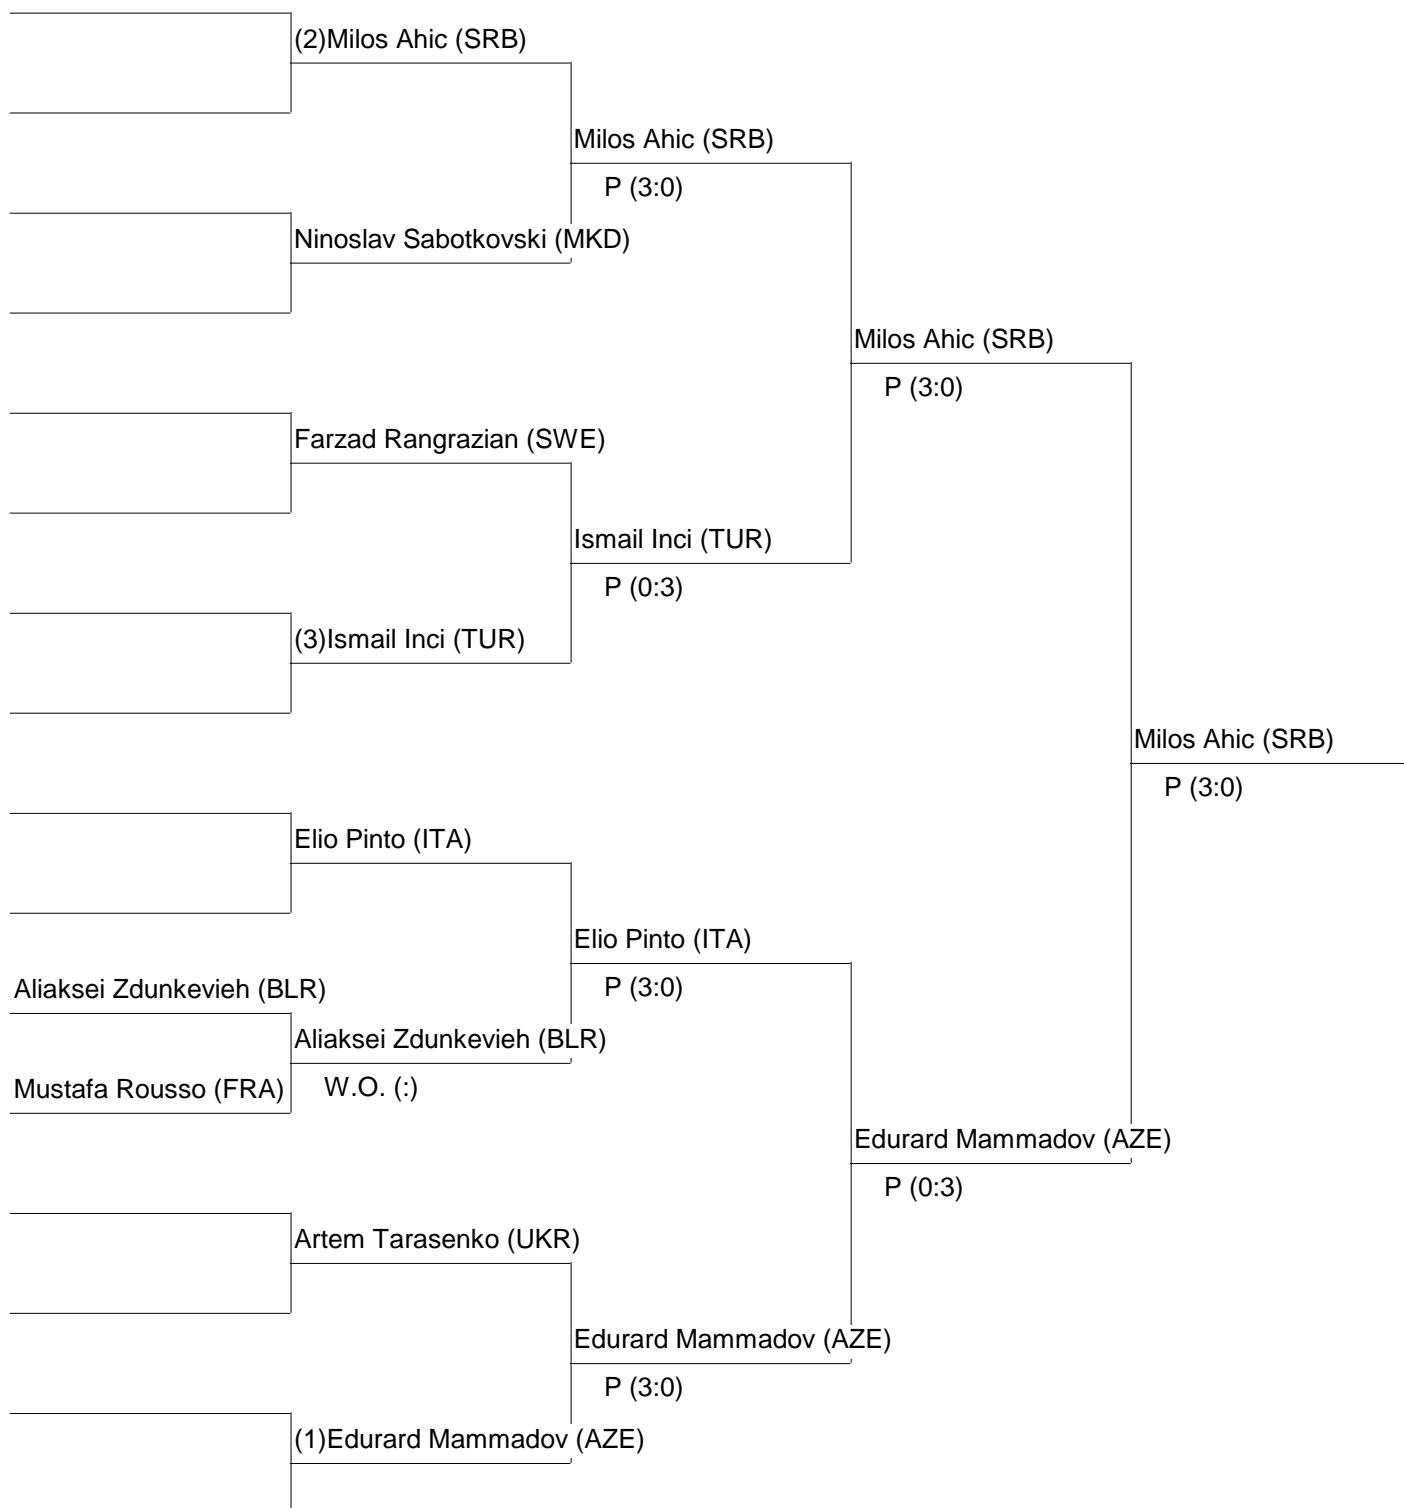 (2)Milos Ahic (SRB)
Milos Ahic (SRB)
P (3:0)
Ninoslav Sabotkovski (MKD)
Milos Ahic (SRB)
P (3:0)
Farzad Rangrazian (SWE)
Ismail Inci (TUR)
P (0:3)
(3)Ismail Inci (TUR)
Milos Ahic (SRB)
P (3:0)
Elio Pinto (ITA)
Elio Pinto (ITA)
P (3:0)
Aliaksei Zdunkevieh (BLR)
Aliaksei Zdunkevieh (BLR)
Mustafa Rousso (FRA)
W.O. (:)
Edurard Mammadov (AZE)
P (0:3)
Artem Tarasenko (UKR)
Edurard Mammadov (AZE)
P (3:0)
(1)Edurard Mammadov (AZE)